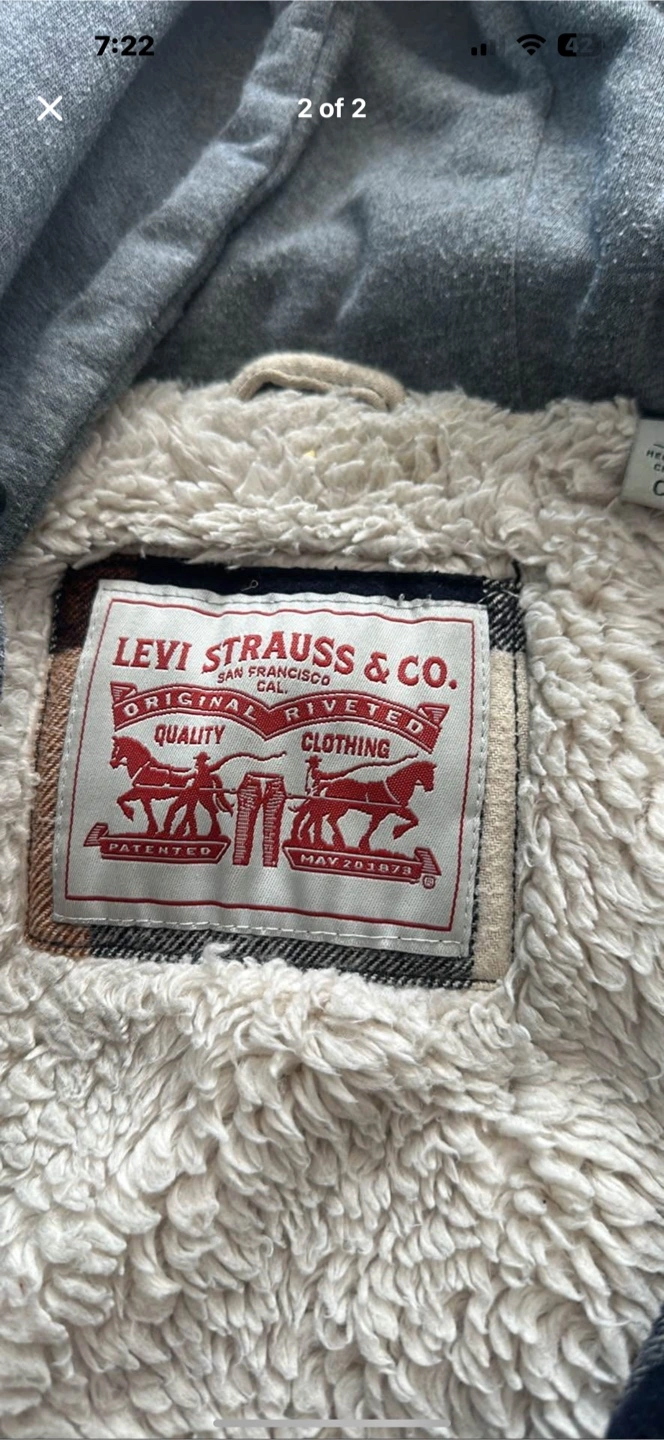 7:22
42
2 of 2
LEVI STRAUSS & CO.
SAN FRANCISCO
CAL.
ORIGINAL RIVETED
QUALITY CLOTHING
PATENTED MAY 20 1873
®